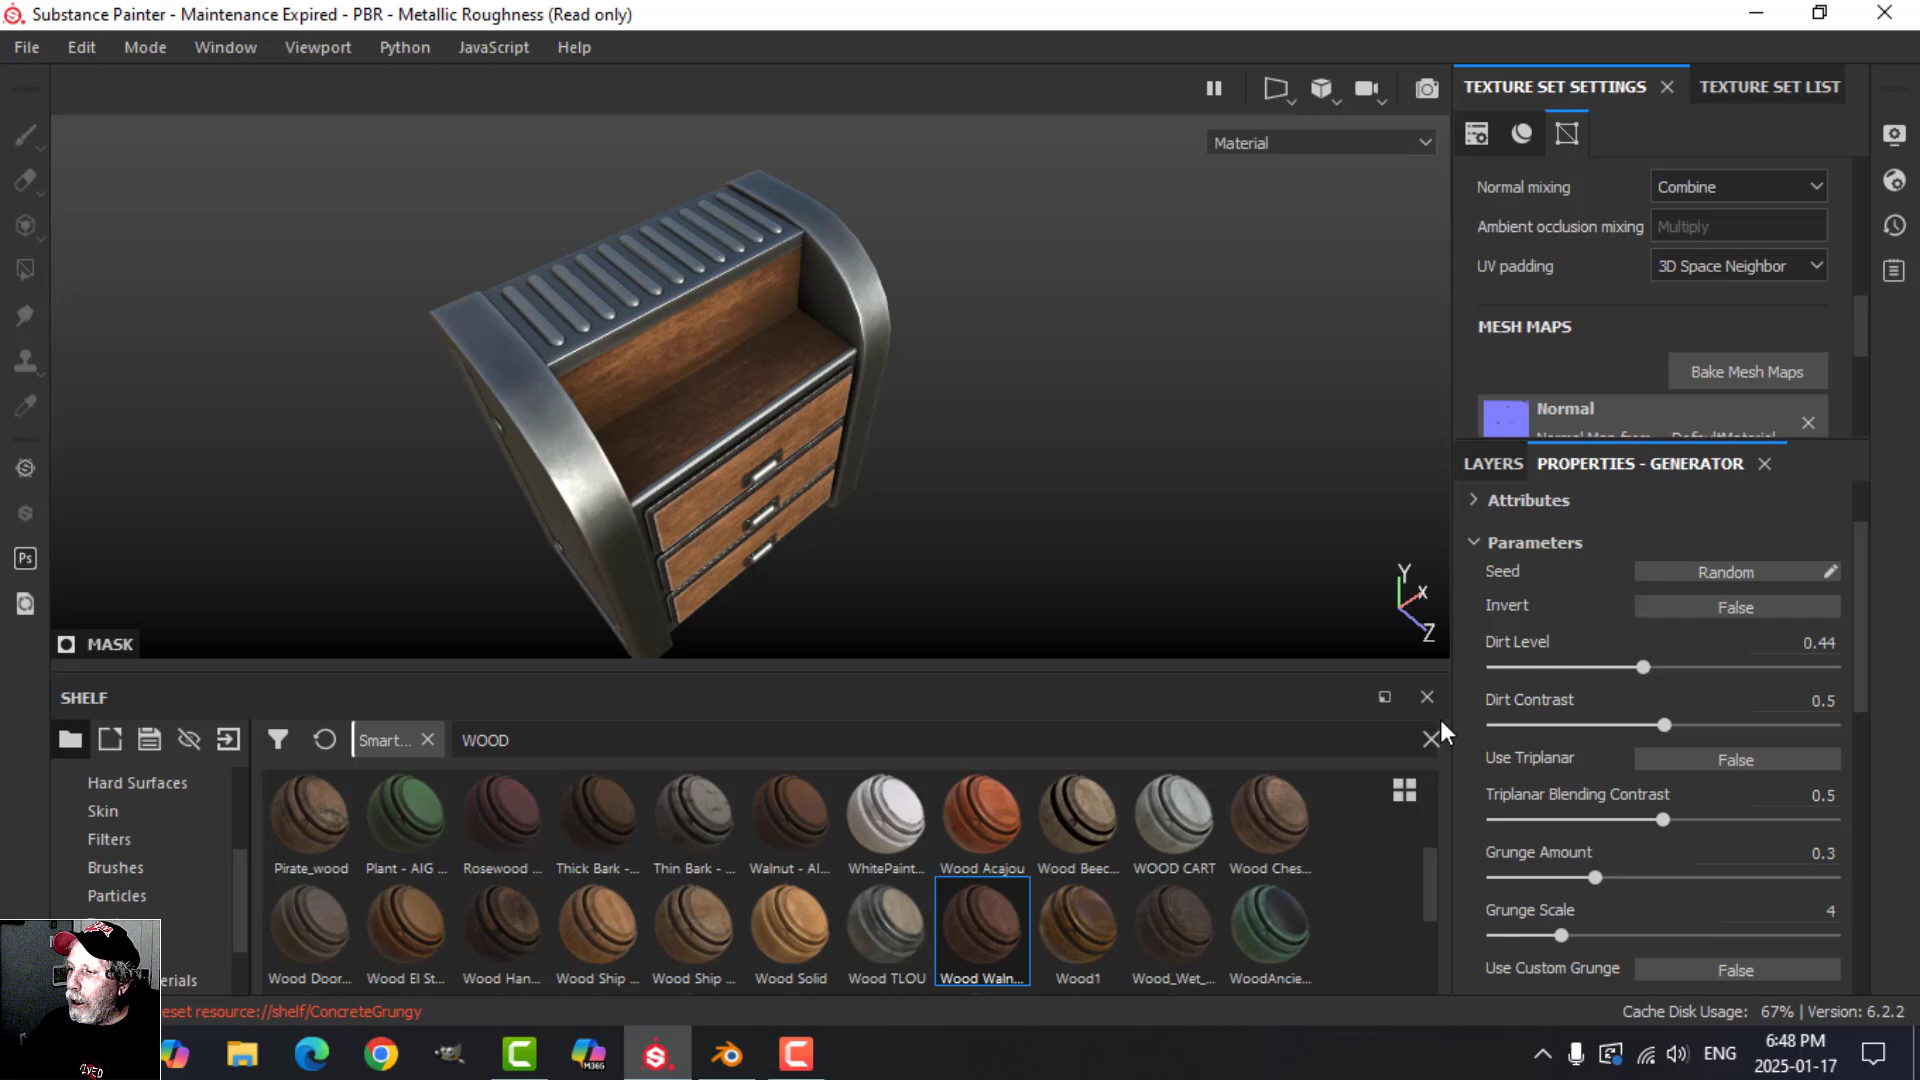 Substance Painter - Maintenance Expired - PBR - Metallic Roughness (Read only)
File Edit Mode Window Viewport Python JavaScript Help
TEXTURE SET SETTINGS TEXTURE SET LIST
Material
Normal mixing Combine
Ambient occlusion mixing Multiply
UV padding 3D Space Neighbor
MESH MAPS
Bake Mesh Maps
Normal
LAYERS PROPERTIES - GENERATOR
Attributes
Parameters
Seed Random
Invert False
Dirt Level 0.44
Dirt Contrast 0.5
Use Triplanar False
Triplanar Blending Contrast 0.5
Grunge Amount 0.3
Grunge Scale 4
Use Custom Grunge False
Y
X
Z
MASK
SHELF
Smart... WOOD
Hard Surfaces
Skin
Filters
Brushes
Particles
erials
Pirate_wood Plant - AIG ... Rosewood ... Thick Bark -... Thin Bark - ... Walnut - Al... WhitePaint... Wood Acajou Wood Beec... WOOD CART Wood Ches...
Wood Door... Wood El St... Wood Han... Wood Ship ... Wood Ship ... Wood Solid Wood TLOU Wood Waln... Wood1 Wood_Wet_... WoodAncie...
eset resource://shelf/ConcreteGrungy
Cache Disk Usage: 67% | Version: 6.2.2
Ps
M365
ENG
6:48 PM
2025-01-17